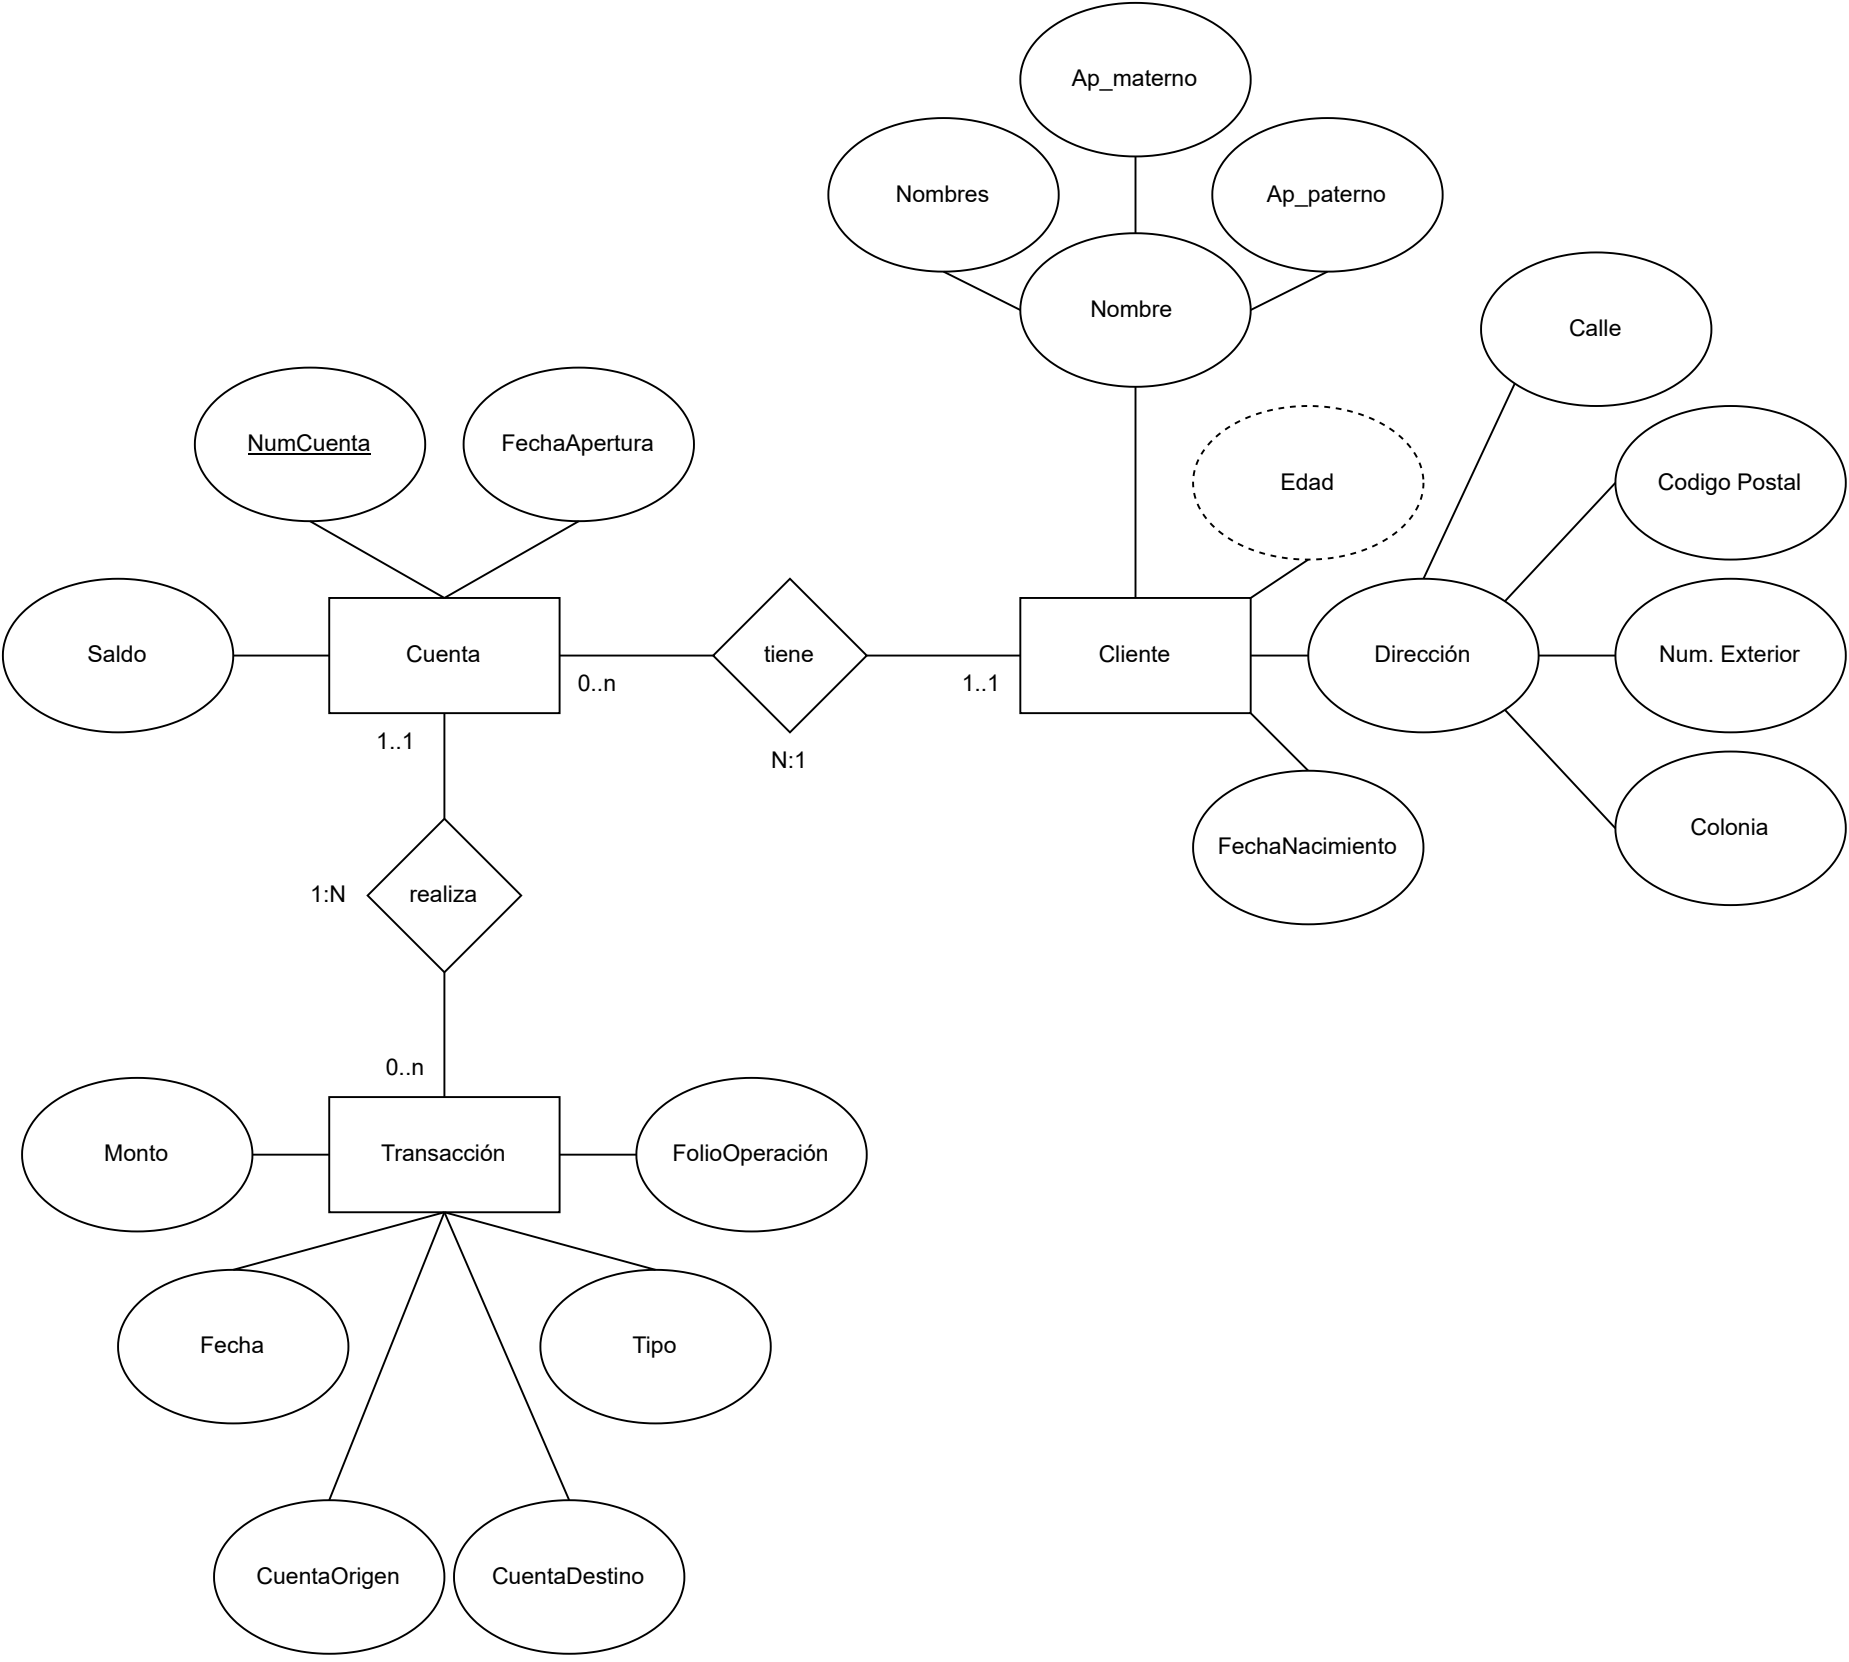 Ap_materno
Nombres
Ap_paterno
Nombre
Calle
NumCuenta
FechaApertura
Edad
Codigo Postal
Saldo
Cuenta
tiene
Cliente
Dirección
Num. Exterior
0..n
1..1
1..1
N:1
Colonia
FechaNacimiento
1:N
realiza
0..n
Monto
Transacción
FolioOperación
Fecha
Tipo
CuentaOrigen
CuentaDestino